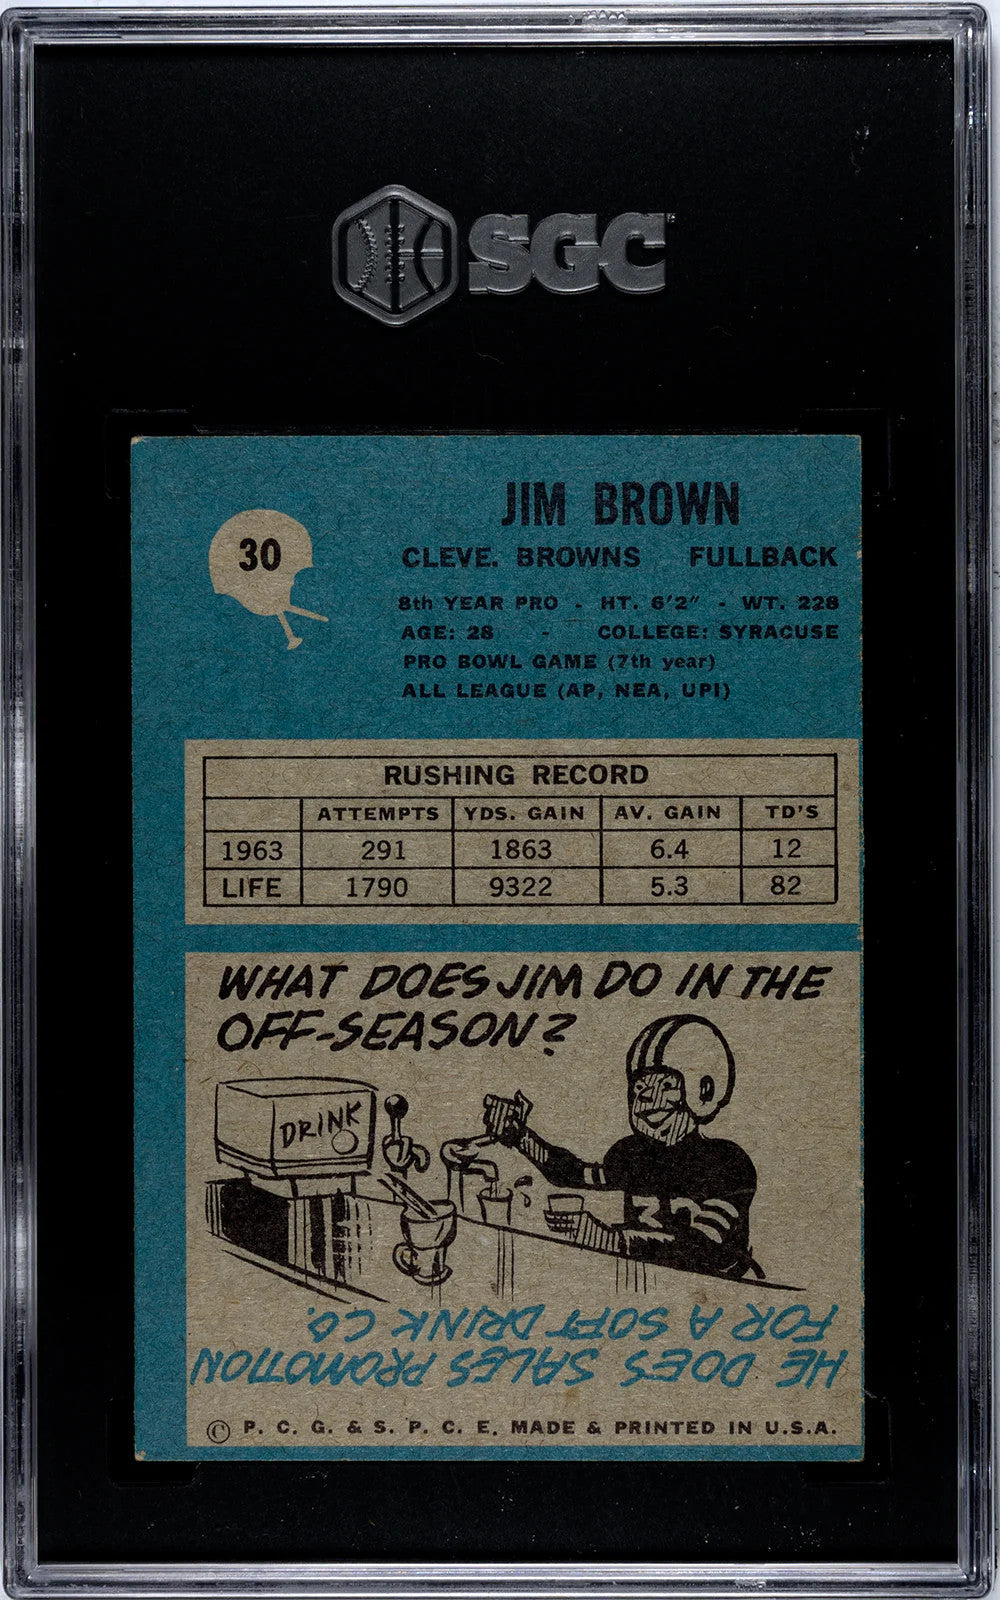 SGC
30
JIM BROWN
CLEVE. BROWNS FULLBACK
8th YEAR PRO - HT. 6'2" - WT. 228
AGE: 28 - COLLEGE: SYRACUSE
PRO BOWL GAME (7th year)
ALL LEAGUE (AP, NEA, UPI)
RUSHING RECORD
ATTEMPTS YDS. GAIN AV. GAIN TD'S
1963 291 1863 6.4 12
LIFE 1790 9322 5.3 82
WHAT DOES JIM DO IN THE
OFF-SEASON?
DRINK
HE DOES SALES PROMOTION
FOR A SOFT DRINK CO.
© P. C. G. & S. P. C. E. MADE & PRINTED IN U.S.A.